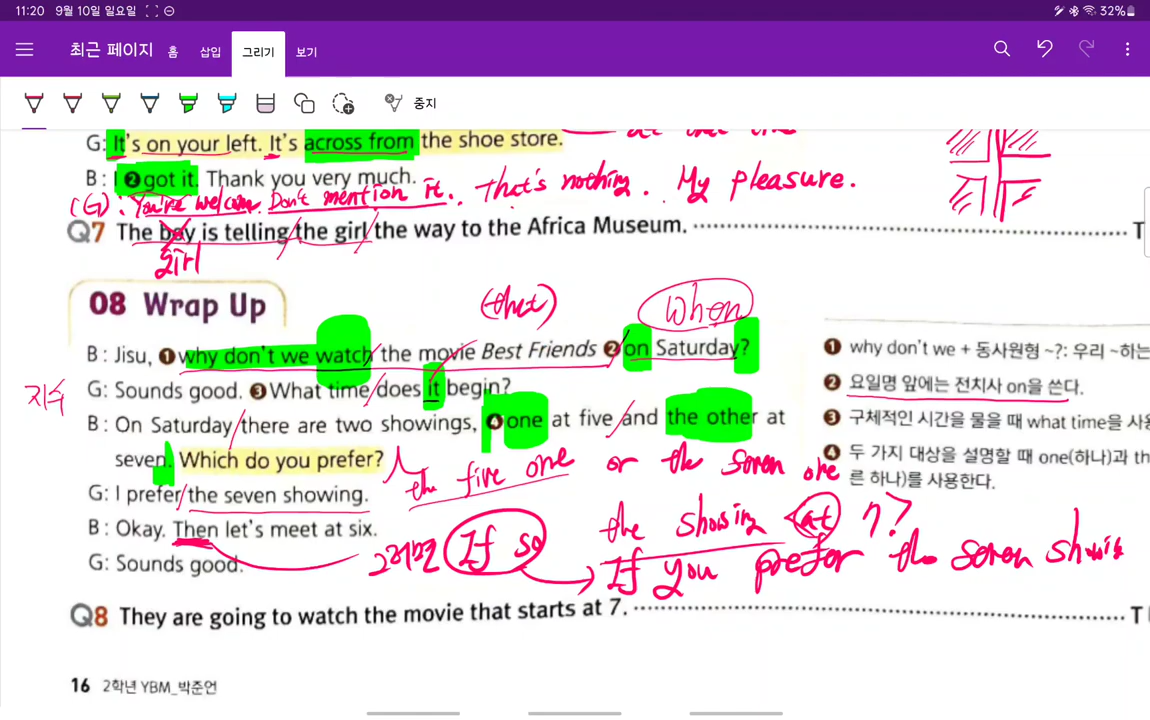 11:20 9월 10일 일요일 32%
최근 페이지 홈 삽입 그리기 보기
중지
G: It's on your left. It's across from the shoe store.
B: I ❷ got it. Thank you very much.
(G): You're welcome. Don't mention it. That's nothing. My pleasure.
Q7 The boy is telling the girl the way to the Africa Museum. T
girl
08 Wrap Up
(that) When
B: Jisu, ❶ why don't we watch the movie Best Friends ❷ on Saturday?
지수 G: Sounds good. ❸ What time does it begin?
B: On Saturday there are two showings, ❹ one at five and the other at
seven. Which do you prefer?
the five one or the seven one
G: I prefer the seven showing.
the showing at 7?
B: Okay. Then let's meet at six.
그러면 If so If you prefer the seven showing
G: Sounds good.
Q8 They are going to watch the movie that starts at 7. T
❶ why don't we + 동사원형 ~?: 우리 ~하는
❷ 요일명 앞에는 전치사 on을 쓴다.
❸ 구체적인 시간을 물을 때 what time을 사용
❹ 두 가지 대상을 설명할 때 one(하나)과 th
른 하나)를 사용한다.
16 2학년 YBM_박준언